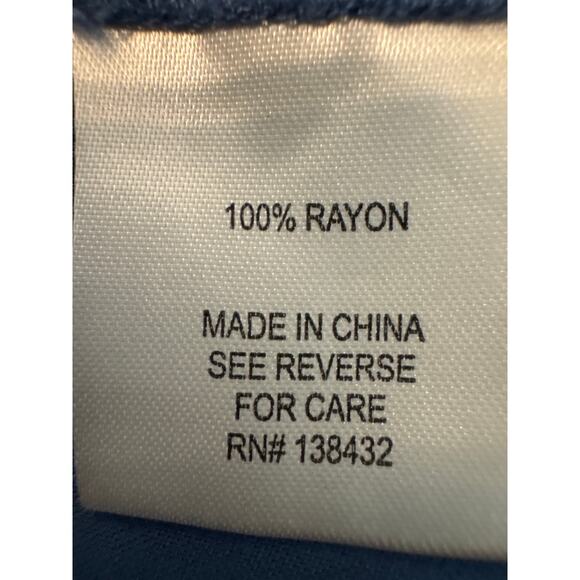 100% RAYON
MADE IN CHINA
SEE REVERSE
FOR CARE
RN# 138432